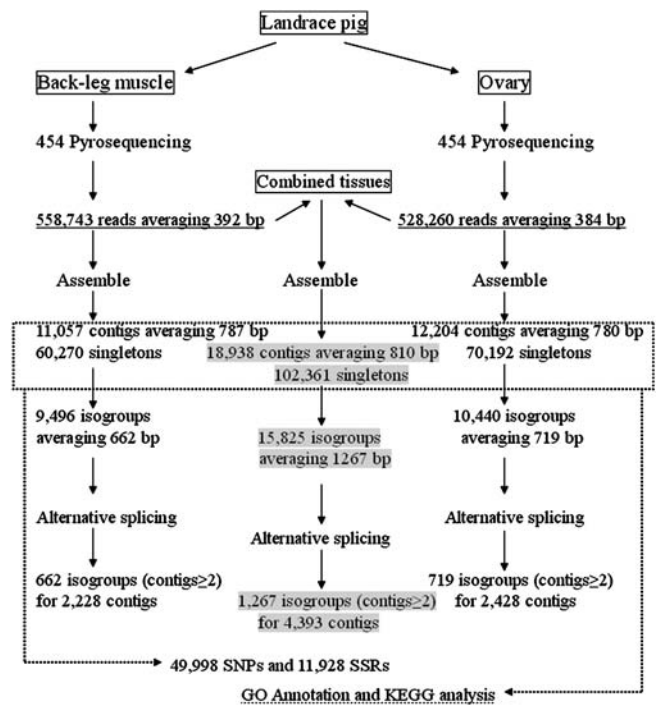 Landrace pig
Back-leg muscle
Ovary
454 Pyrosequencing
454 Pyrosequencing
Combined tissues
558,743 reads averaging 392 bp
528,260 reads averaging 384 bp
Assemble
Assemble
Assemble
11,057 contigs averaging 787 bp
60,270 singletons
18,938 contigs averaging 810 bp
102,361 singletons
12,204 contigs averaging 780 bp
70,192 singletons
9,496 isogroups
averaging 662 bp
15,825 isogroups
averaging 1267 bp
10,440 isogroups
averaging 719 bp
Alternative splicing
Alternative splicing
Alternative splicing
662 isogroups (contigs≥2)
for 2,228 contigs
1,267 isogroups (contigs≥2)
for 4,393 contigs
719 isogroups (contigs≥2)
for 2,428 contigs
49,998 SNPs and 11,928 SSRs
GO Annotation and KEGG analysis